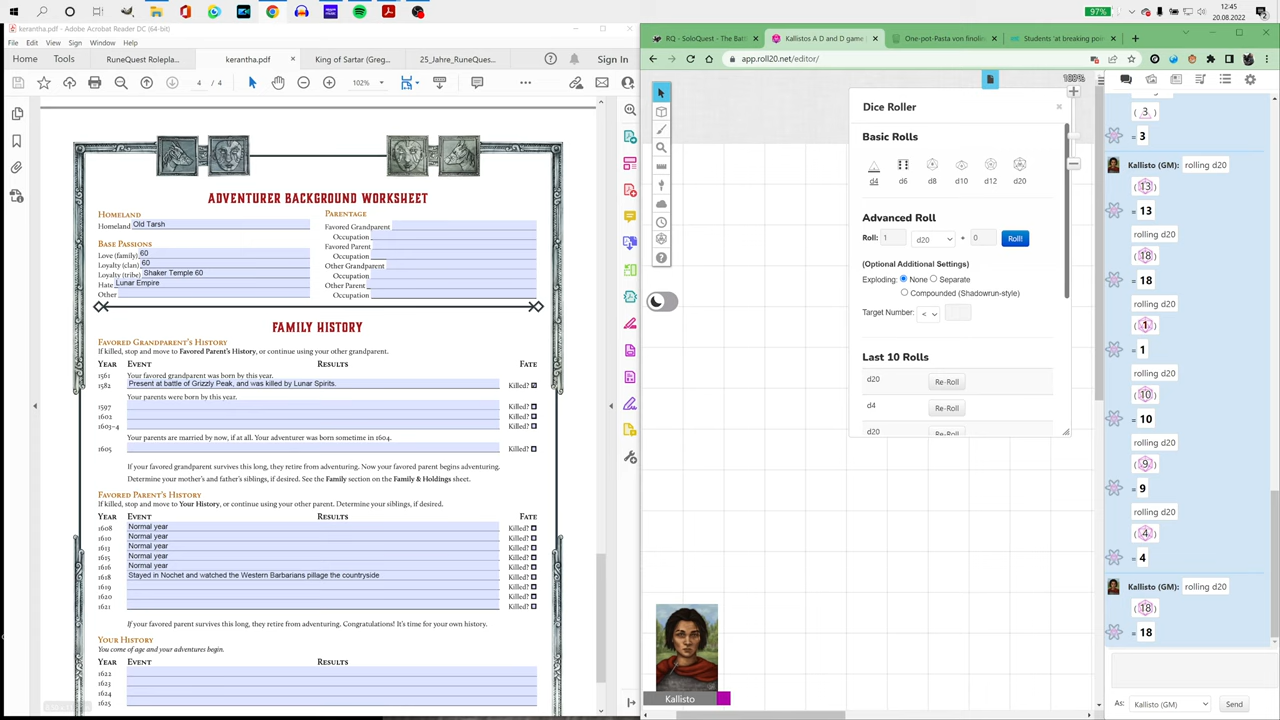 97%
12:45
20.08.2022
kerantha.pdf - Adobe Acrobat Reader DC (64-bit)
File Edit View Sign Window Help
Home Tools RuneQuest Rolepla... kerantha.pdf × King of Sartar (Greg... 25_Jahre_RuneQues... Sign In
4 / 4 102%
ADVENTURER BACKGROUND WORKSHEET
HOMELAND
Homeland Old Tarsh
BASE PASSIONS
Love (family) 60
Loyalty (clan) 60
Loyalty (tribe) Shaker Temple 60
Hate Lunar Empire
Other
PARENTAGE
Favored Grandparent
Occupation
Favored Parent
Occupation
Other Grandparent
Occupation
Other Parent
Occupation
FAMILY HISTORY
FAVORED GRANDPARENT'S HISTORY
If killed, stop and move to Favored Parent's History, or continue using your other grandparent.
YEAR EVENT RESULTS FATE
1561 Your favored grandparent was born by this year.
1582 Present at battle of Grizzly Peak, and was killed by Lunar Spirits. Killed?
Your parents were born by this year.
1597 Killed?
1602 Killed?
1603–4 Killed?
Your parents are married by now, if at all. Your adventurer was born sometime in 1604.
1605 Killed?
If your favored grandparent survives this long, they retire from adventuring. Now your favored parent begins adventuring.
Determine your mother's and father's siblings, if desired. See the Family section on the Family & Holdings sheet.
FAVORED PARENT'S HISTORY
If killed, stop and move to Your History, or continue using your other parent. Determine your siblings, if desired.
YEAR EVENT RESULTS FATE
1608 Normal year Killed?
1610 Normal year Killed?
1613 Normal year Killed?
1615 Normal year Killed?
1616 Normal year Killed?
1618 Stayed in Nochet and watched the Western Barbarians pillage the countryside Killed?
1619 Killed?
1620 Killed?
1621 Killed?
If your favored parent survives this long, they retire from adventuring. Congratulations! It's time for your own history.
YOUR HISTORY
You come of age and your adventures begin.
YEAR EVENT RESULTS
1622
1623
1624
1625
RQ - SoloQuest - The Batt × Kallistos A D and D game × One-pot-Pasta von finolin × Students 'at breaking poi × +
app.roll20.net/editor/
100%
Dice Roller ×
Basic Rolls
d4 d6 d8 d10 d12 d20
Advanced Roll
Roll: 1 d20 + 0 Roll!
(Optional Additional Settings)
Exploding: None Separate
Compounded (Shadowrun-style)
Target Number: <
Last 10 Rolls
d20 Re-Roll
d4 Re-Roll
d20 Re-Roll
Kallisto
( 3 )
= 3
Kallisto (GM): rolling d20
(13)
= 13
rolling d20
(18)
= 18
rolling d20
( 1 )
= 1
rolling d20
(10)
= 10
rolling d20
( 9 )
= 9
rolling d20
( 4 )
= 4
Kallisto (GM): rolling d20
(18)
= 18
As: Kallisto (GM) Send